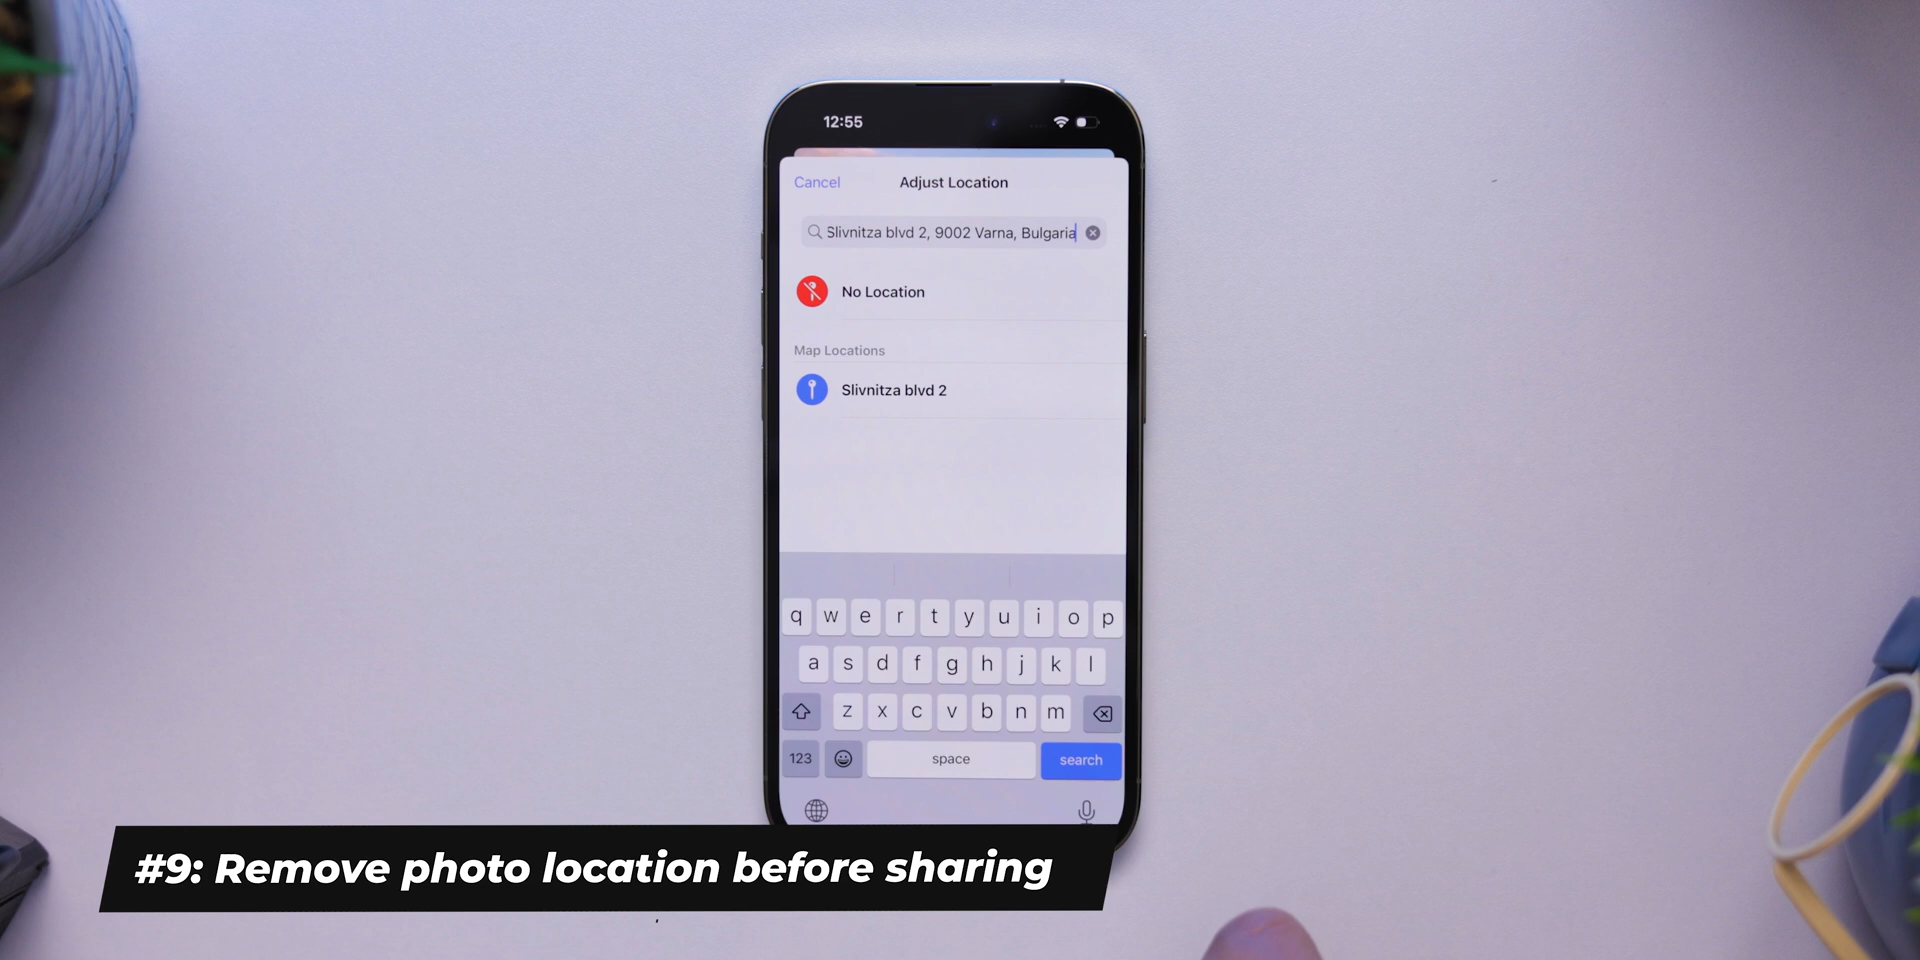 12:55
Cancel
Adjust Location
Slivnitza blvd 2, 9002 Varna, Bulgaria
No Location
Map Locations
Slivnitza blvd 2
q w e r t y u i o p
a s d f g h j k l
z x c v b n m
123 space search
#9: Remove photo location before sharing